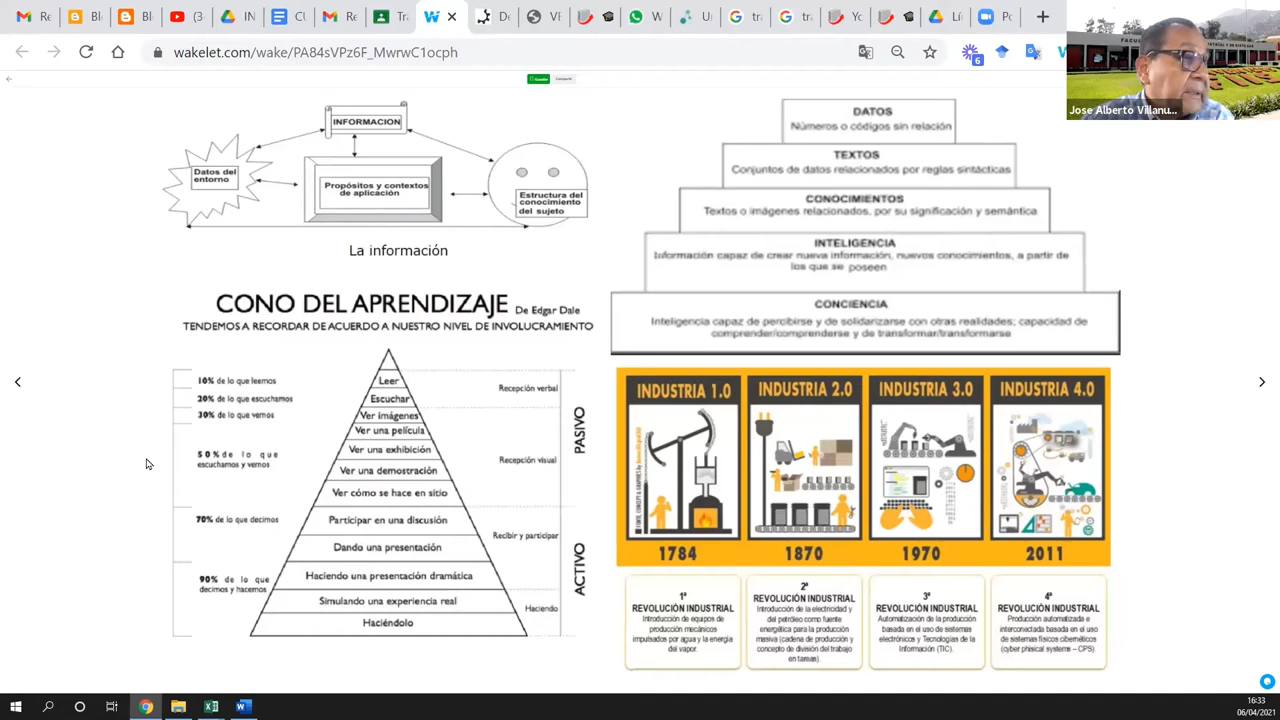 wakelet.com/wake/PA84sVPz6F_MwrwC1cpbh
Jose Alberto Villanu...
INFORMACION
Datos del
entorno
Propósitos y contextos
de aplicación
Estructura del
conocimiento
del sujeto
La información
DATOS
Números o códigos sin relación
TEXTOS
Conjuntos de datos relacionados por reglas sintácticas
CONOCIMIENTOS
Textos o imágenes relacionados, por su significación y semántica
INTELIGENCIA
Información capaz de crear nueva información, nuevos conocimientos, a partir de
los que se poseen
CONCIENCIA
Inteligencia capaz de percibirse y de solidarizarse con otras realidades; capacidad de
comprender/comprenderse y de transformar/transformarse
CONO DEL APRENDIZAJE De Edgar Dale
TENDEMOS A RECORDAR DE ACUERDO A NUESTRO NIVEL DE INVOLUCRAMIENTO
10% de lo que leemos
20% de lo que escuchamos
30% de lo que vemos
50% de lo que
escuchamos y vemos
70% de lo que decimos
90% de lo que
decimos y hacemos
Leer
Escuchar
Ver imágenes
Ver una película
Ver una exhibición
Ver una demostración
Ver cómo se hace en sitio
Participar en una discusión
Dando una presentación
Haciendo una presentación dramática
Simulando una experiencia real
Haciéndolo
Recepción verbal
Recepción visual
Recibir y participar
Haciendo
PASIVO
ACTIVO
INDUSTRIA 1.0
INDUSTRIA 2.0
INDUSTRIA 3.0
INDUSTRIA 4.0
1784
1870
1970
2011
1ª
REVOLUCIÓN INDUSTRIAL
Introducción de equipos de
producción mecánicos
impulsados por agua y la energía
del vapor.
2ª
REVOLUCIÓN INDUSTRIAL
Introducción de la electricidad y
del petróleo como fuente
energética para la producción
masiva (cadena de producción y
concepto de división del trabajo
en tareas).
3ª
REVOLUCIÓN INDUSTRIAL
Automatización de la producción
basada en el uso de sistemas
electrónicos y Tecnologías de la
Información (TIC).
4ª
REVOLUCIÓN INDUSTRIAL
Producción automatizada e
interconectada basada en el uso
de sistemas físicos cibernéticos
(cyber phisical systems – CPS).
16:33
06/04/2021